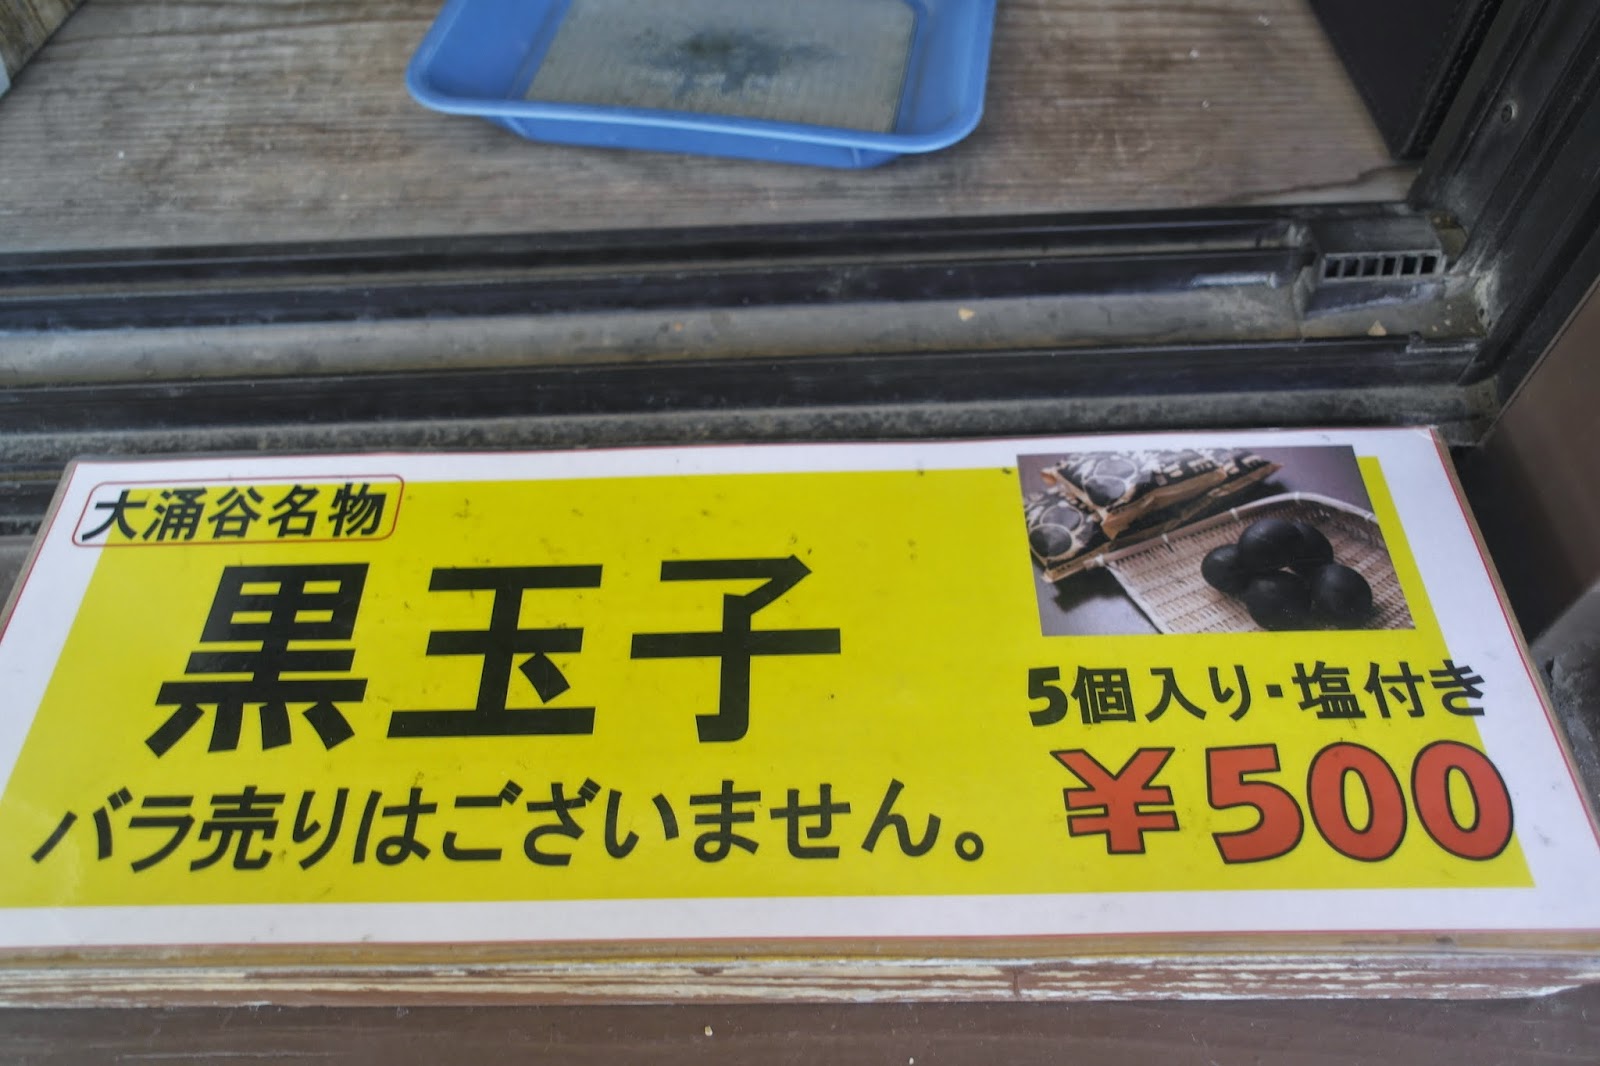 大涌谷名物
黒玉子
バラ売りはございません。
5個入り・塩付き
¥500